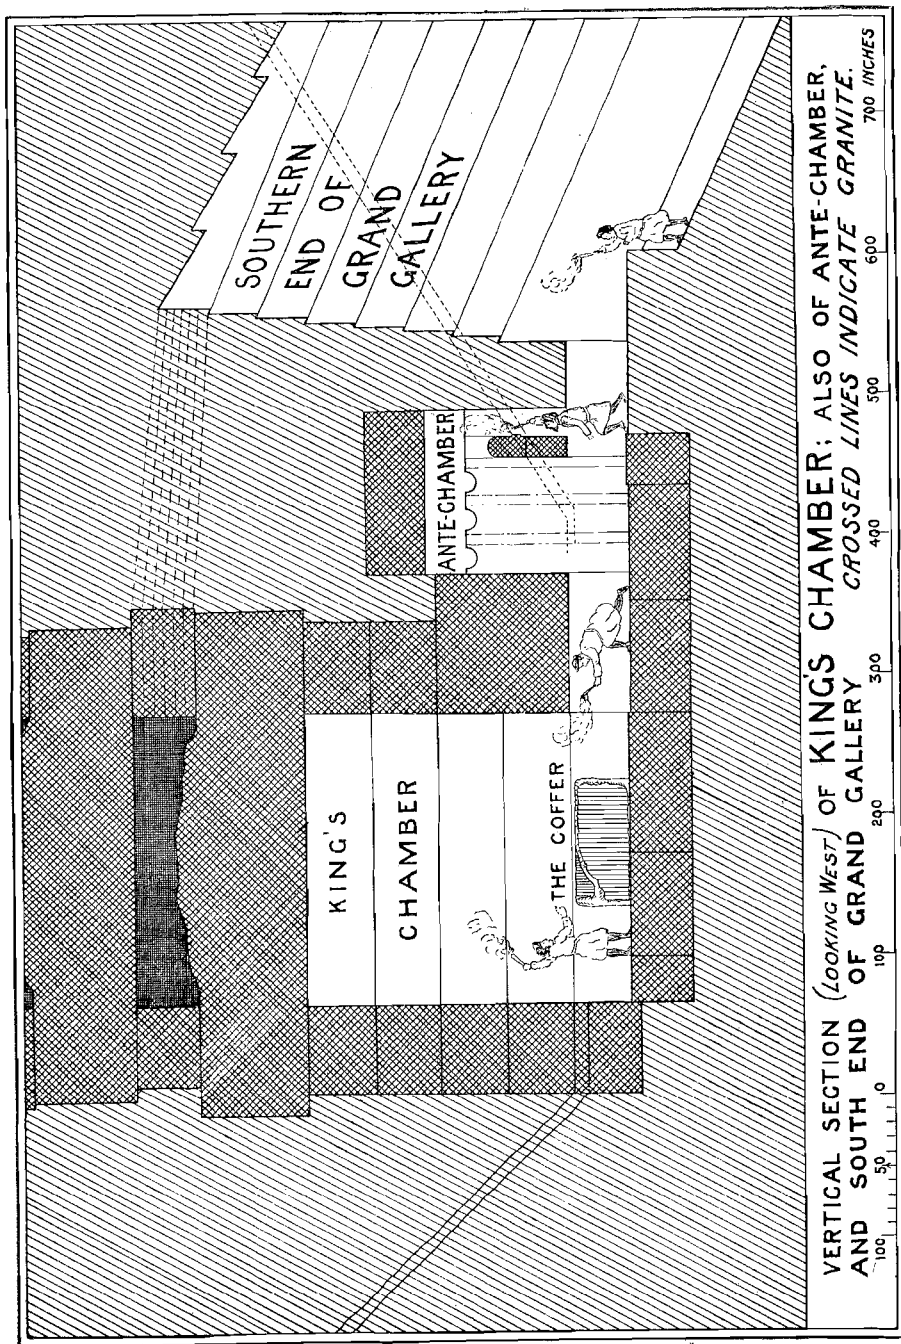 SOUTHERN
END OF
GRAND
GALLERY
ANTE-CHAMBER
KING'S
CHAMBER
THE COFFER
VERTICAL SECTION (LOOKING WEST) OF KING'S CHAMBER; ALSO OF ANTE-CHAMBER,
AND SOUTH END OF GRAND GALLERY CROSSED LINES INDICATE GRANITE.
100 50 0 100 200 300 400 500 600 700 INCHES